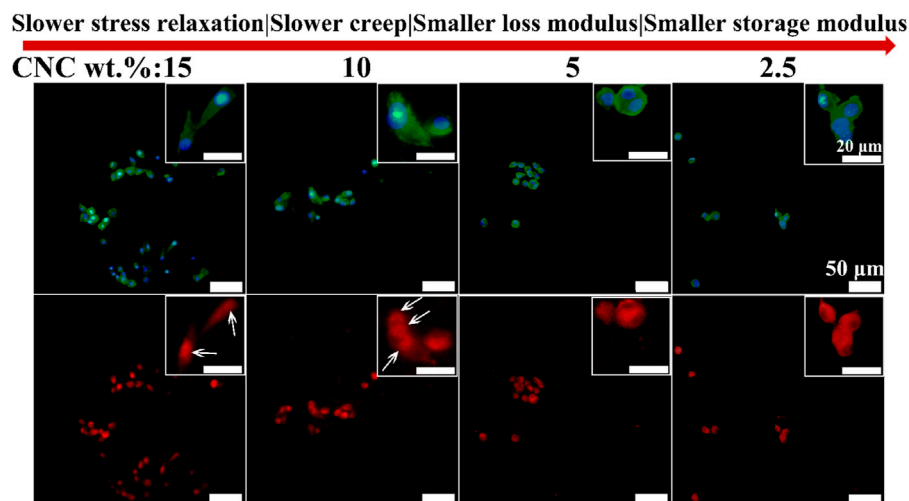 Slower stress relaxation|Slower creep|Smaller loss modulus|Smaller storage modulus
CNC wt.%:15 10 5 2.5
20 µm
50 µm